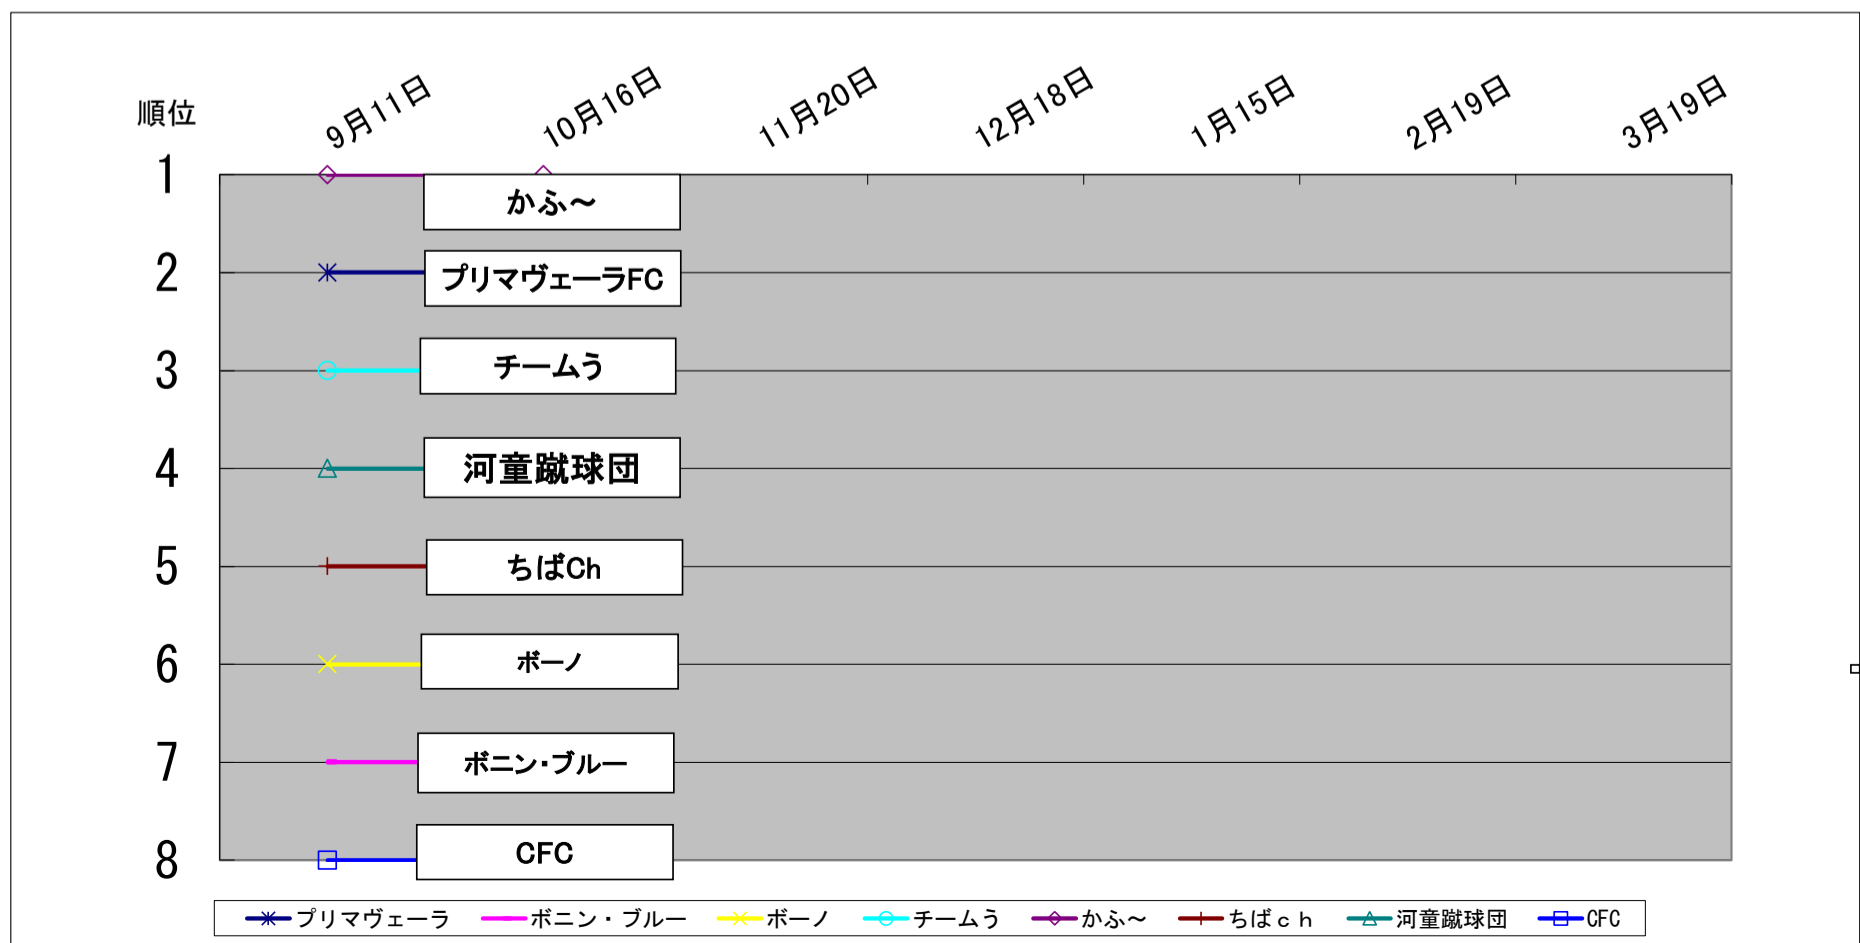 順位
9月11日
10月16日
11月20日
12月18日
1月15日
2月19日
3月19日
1
かふ～
2
プリマヴェーラFC
3
チームう
4
河童蹴球団
5
ちばCh
6
ボーノ
7
ボニン・ブルー
8
CFC
プリマヴェーラ ボニン・ブルー ボーノ チームう かふ～ ちばｃｈ 河童蹴球団 CFC